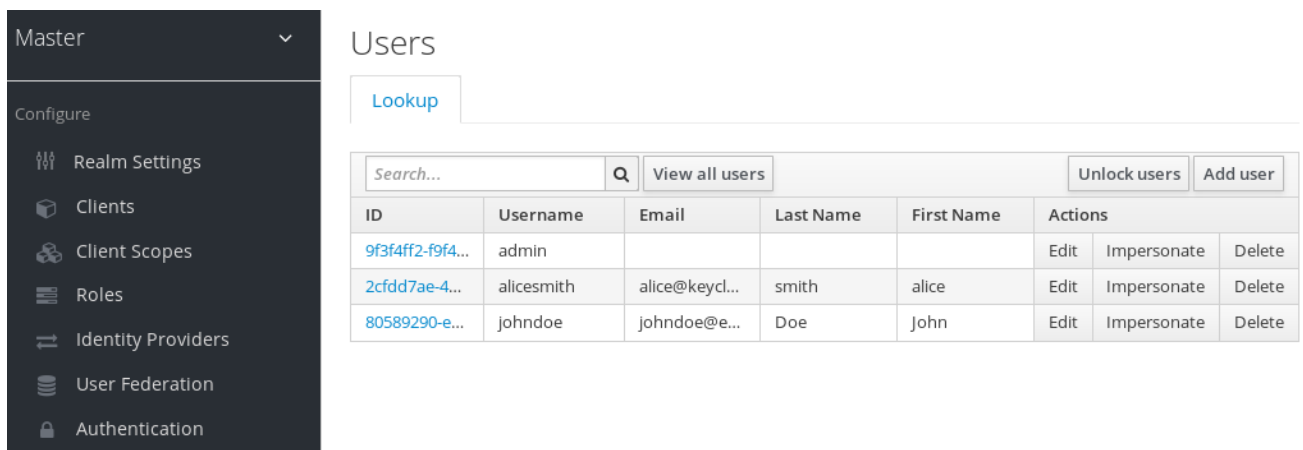 Master
Configure
Realm Settings
Clients
Client Scopes
Roles
Identity Providers
User Federation
Authentication
Users
Lookup
Search... View all users Unlock users Add user
ID Username Email Last Name First Name Actions
9f3f4ff2-f9f4... admin Edit Impersonate Delete
2cfdd7ae-4... alicesmith alice@keycl... smith alice Edit Impersonate Delete
80589290-e... johndoe johndoe@e... Doe John Edit Impersonate Delete